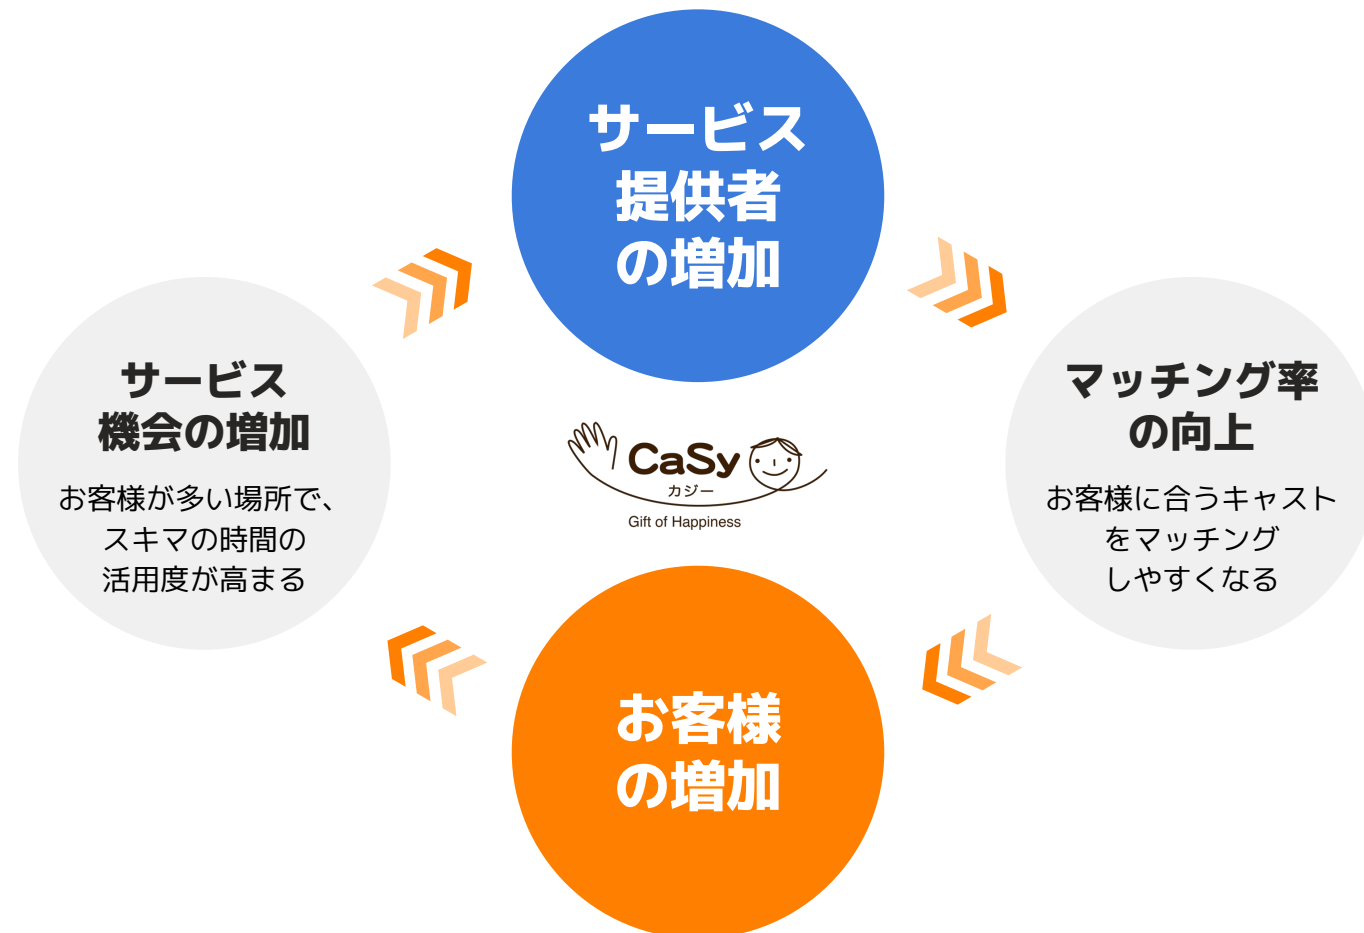 サービス
提供者
の増加
サービス
機会の増加
お客様が多い場所で、
スキマの時間の
活用度が高まる
CaSy
カジー
Gift of Happiness
マッチング率
の向上
お客様に合うキャスト
をマッチング
しやすくなる
お客様
の増加